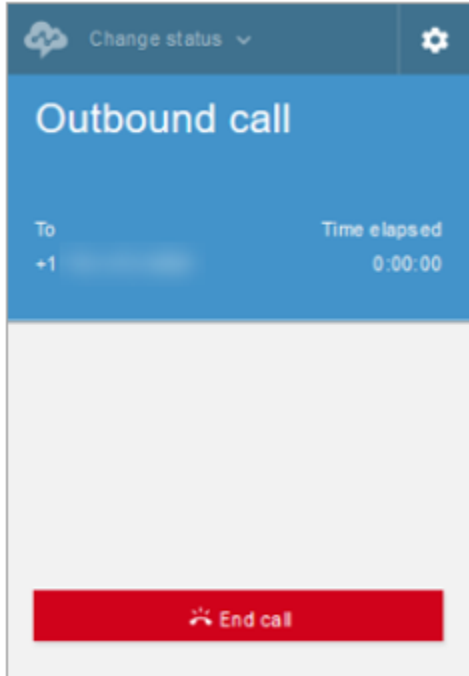 Change status
Outbound call
To
Time elapsed
+1
0:00:00
End call